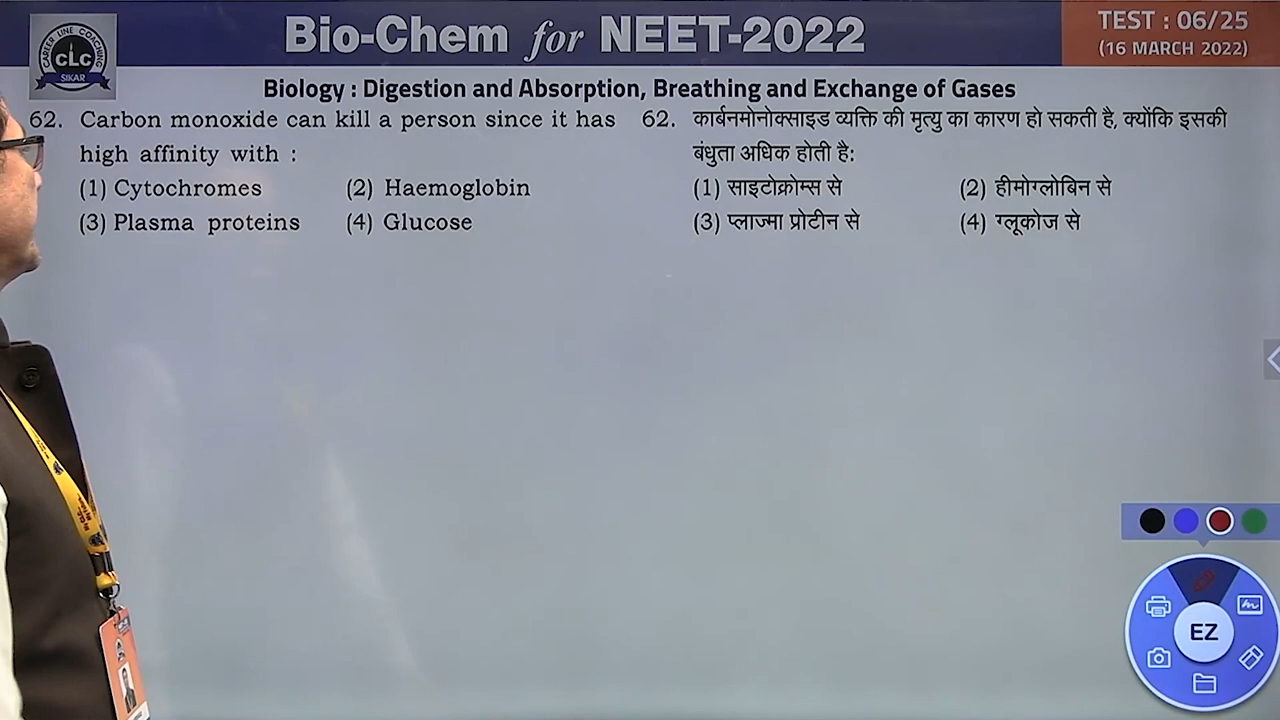 Bio-Chem for NEET-2022
TEST : 06/25
(16 MARCH 2022)
CAREER LINE COACHING
CLC
SIKAR
Biology : Digestion and Absorption, Breathing and Exchange of Gases
62. Carbon monoxide can kill a person since it has
high affinity with :
(1) Cytochromes (2) Haemoglobin
(3) Plasma proteins (4) Glucose
62. कार्बनमोनोक्साइड व्यक्ति की मृत्यु का कारण हो सकती है, क्योंकि इसकी
बंधुता अधिक होती है:
(1) साइटोक्रोम्स से (2) हीमोग्लोबिन से
(3) प्लाज्मा प्रोटीन से (4) ग्लूकोज से
EZ